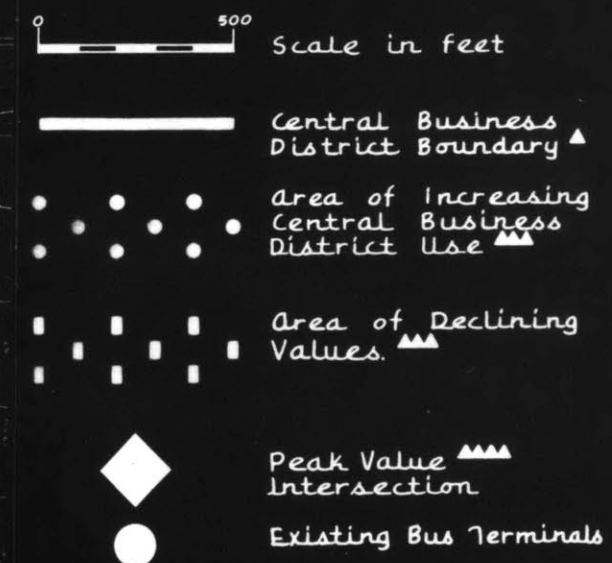 0 500
Scale in feet
Central Business
District Boundary
Area of Increasing
Central Business
District Use
Area of Declining
Values.
Peak Value
Intersection
Existing Bus Terminals